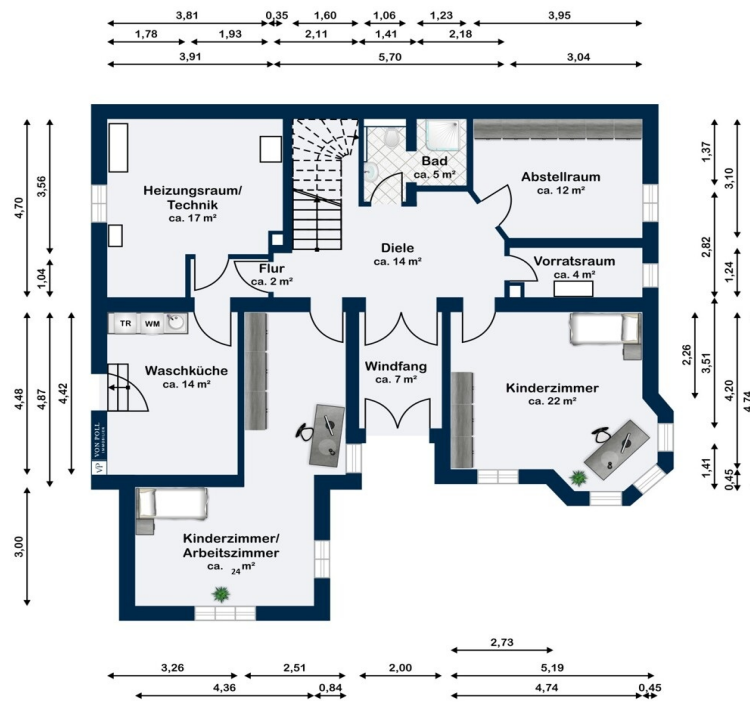 3,81
0,35
1,60
1,06
1,23
3,95
1,78
1,93
2,11
1,41
2,18
3,91
5,70
3,04
4,70
3,56
1,04
4,48
4,87
4,42
3,00
Heizungsraum/
Technik
ca. 17 m²
Bad
ca. 5 m²
Abstellraum
ca. 12 m²
Diele
ca. 14 m²
Flur
ca. 2 m²
Vorratsraum
ca. 4 m²
TR
WM
Waschküche
ca. 14 m²
Windfang
ca. 7 m²
Kinderzimmer
ca. 22 m²
VON POLL
IMMOBILIEN
VP
Kinderzimmer/
Arbeitszimmer
ca. 24 m²
1,37
3,10
2,82
1,24
2,26
3,51
4,20
4,74
1,41
0,45
2,73
3,26
2,51
2,00
5,19
4,36
0,84
4,74
0,45